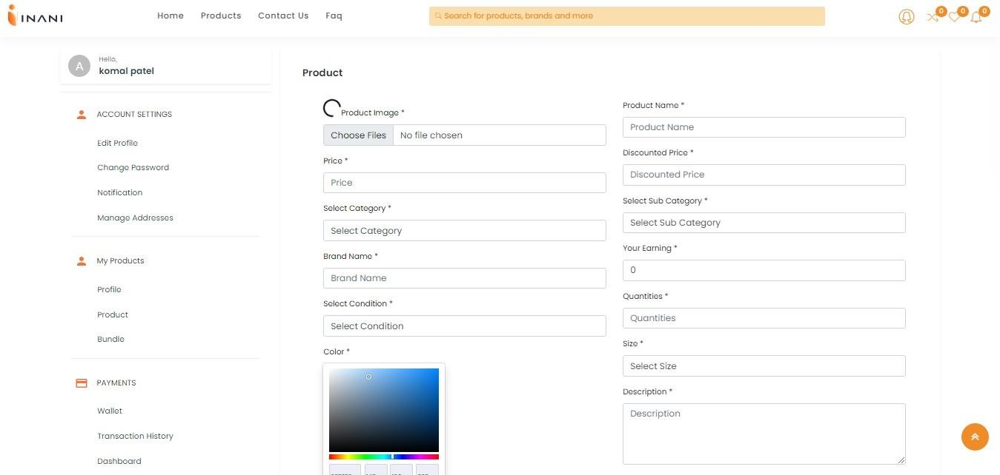 INANI
Home Products Contact Us Faq
Search for products, brands and more
0 0 0
A
Hello,
komal patel
ACCOUNT SETTINGS
Edit Profile
Change Password
Notification
Manage Addresses
My Products
Profile
Product
Bundle
PAYMENTS
Wallet
Transaction History
Dashboard
Product
Product Image *
Choose Files No file chosen
Price *
Price
Select Category *
Select Category
Brand Name *
Brand Name
Select Condition *
Select Condition
Color *
Product Name *
Product Name
Discounted Price *
Discounted Price
Select Sub Category *
Select Sub Category
Your Earning *
0
Quantities *
Quantities
Size *
Select Size
Description *
Description